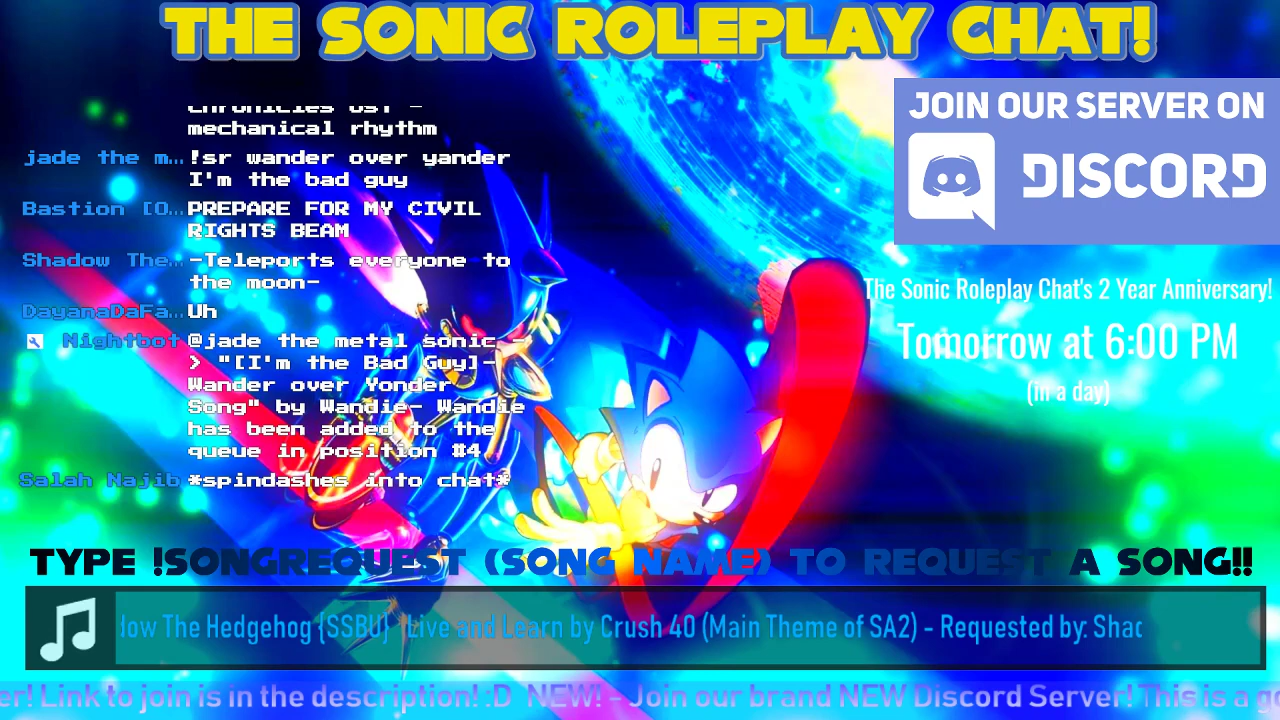 THE SONIC ROLEPLAY CHAT!
JOIN OUR SERVER ON
DISCORD
The Sonic Roleplay Chat's 2 Year Anniversary!
Tomorrow at 6:00 PM
(in a day)
chronicles ost -
mechanical rhythm
jade the m... !sr wander over yander
I'm the bad guy
Bastion [O... PREPARE FOR MY CIVIL
RIGHTS BEAM
Shadow The... -Teleports everyone to
the moon-
DayanaDaFa... Uh
Nightbot @jade the metal sonic -
> "[I'm the Bad Guy]-
Wander over Yonder
Song" by Wandie- Wandie
has been added to the
queue in position #4
Salah Najib *spindashes into chat*
TYPE !SONGREQUEST (SONG NAME) TO REQUEST A SONG!!
dow The Hedgehog {SSBU} "Live and Learn by Crush 40 (Main Theme of SA2) - Requested by: Shad
er! Link to join is in the description! :D NEW! - Join our brand NEW Discord Server! This is a